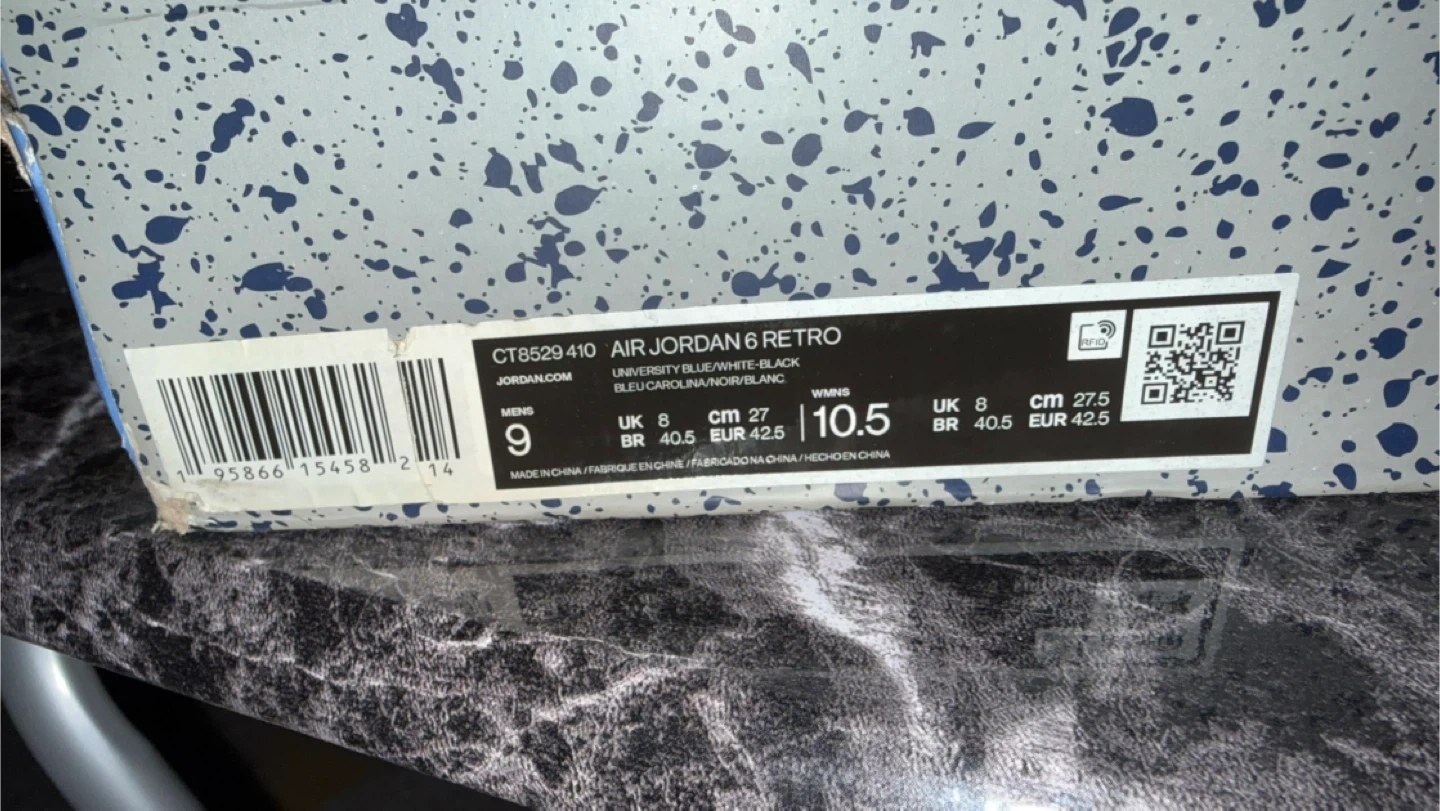 CT8529 410 AIR JORDAN 6 RETRO
JORDAN.COM
UNIVERSITY BLUE/WHITE-BLACK
BLEU CAROLINA/NOIR/BLANC
RFID
MENS
9
UK 8 cm 27
BR 40.5 EUR 42.5
WMNS
10.5
UK 8 cm 27.5
BR 40.5 EUR 42.5
MADE IN CHINA / FABRIQUE EN CHINE / FABRICADO NA CHINA / HECHO EN CHINA
1 95866 15458 2 14